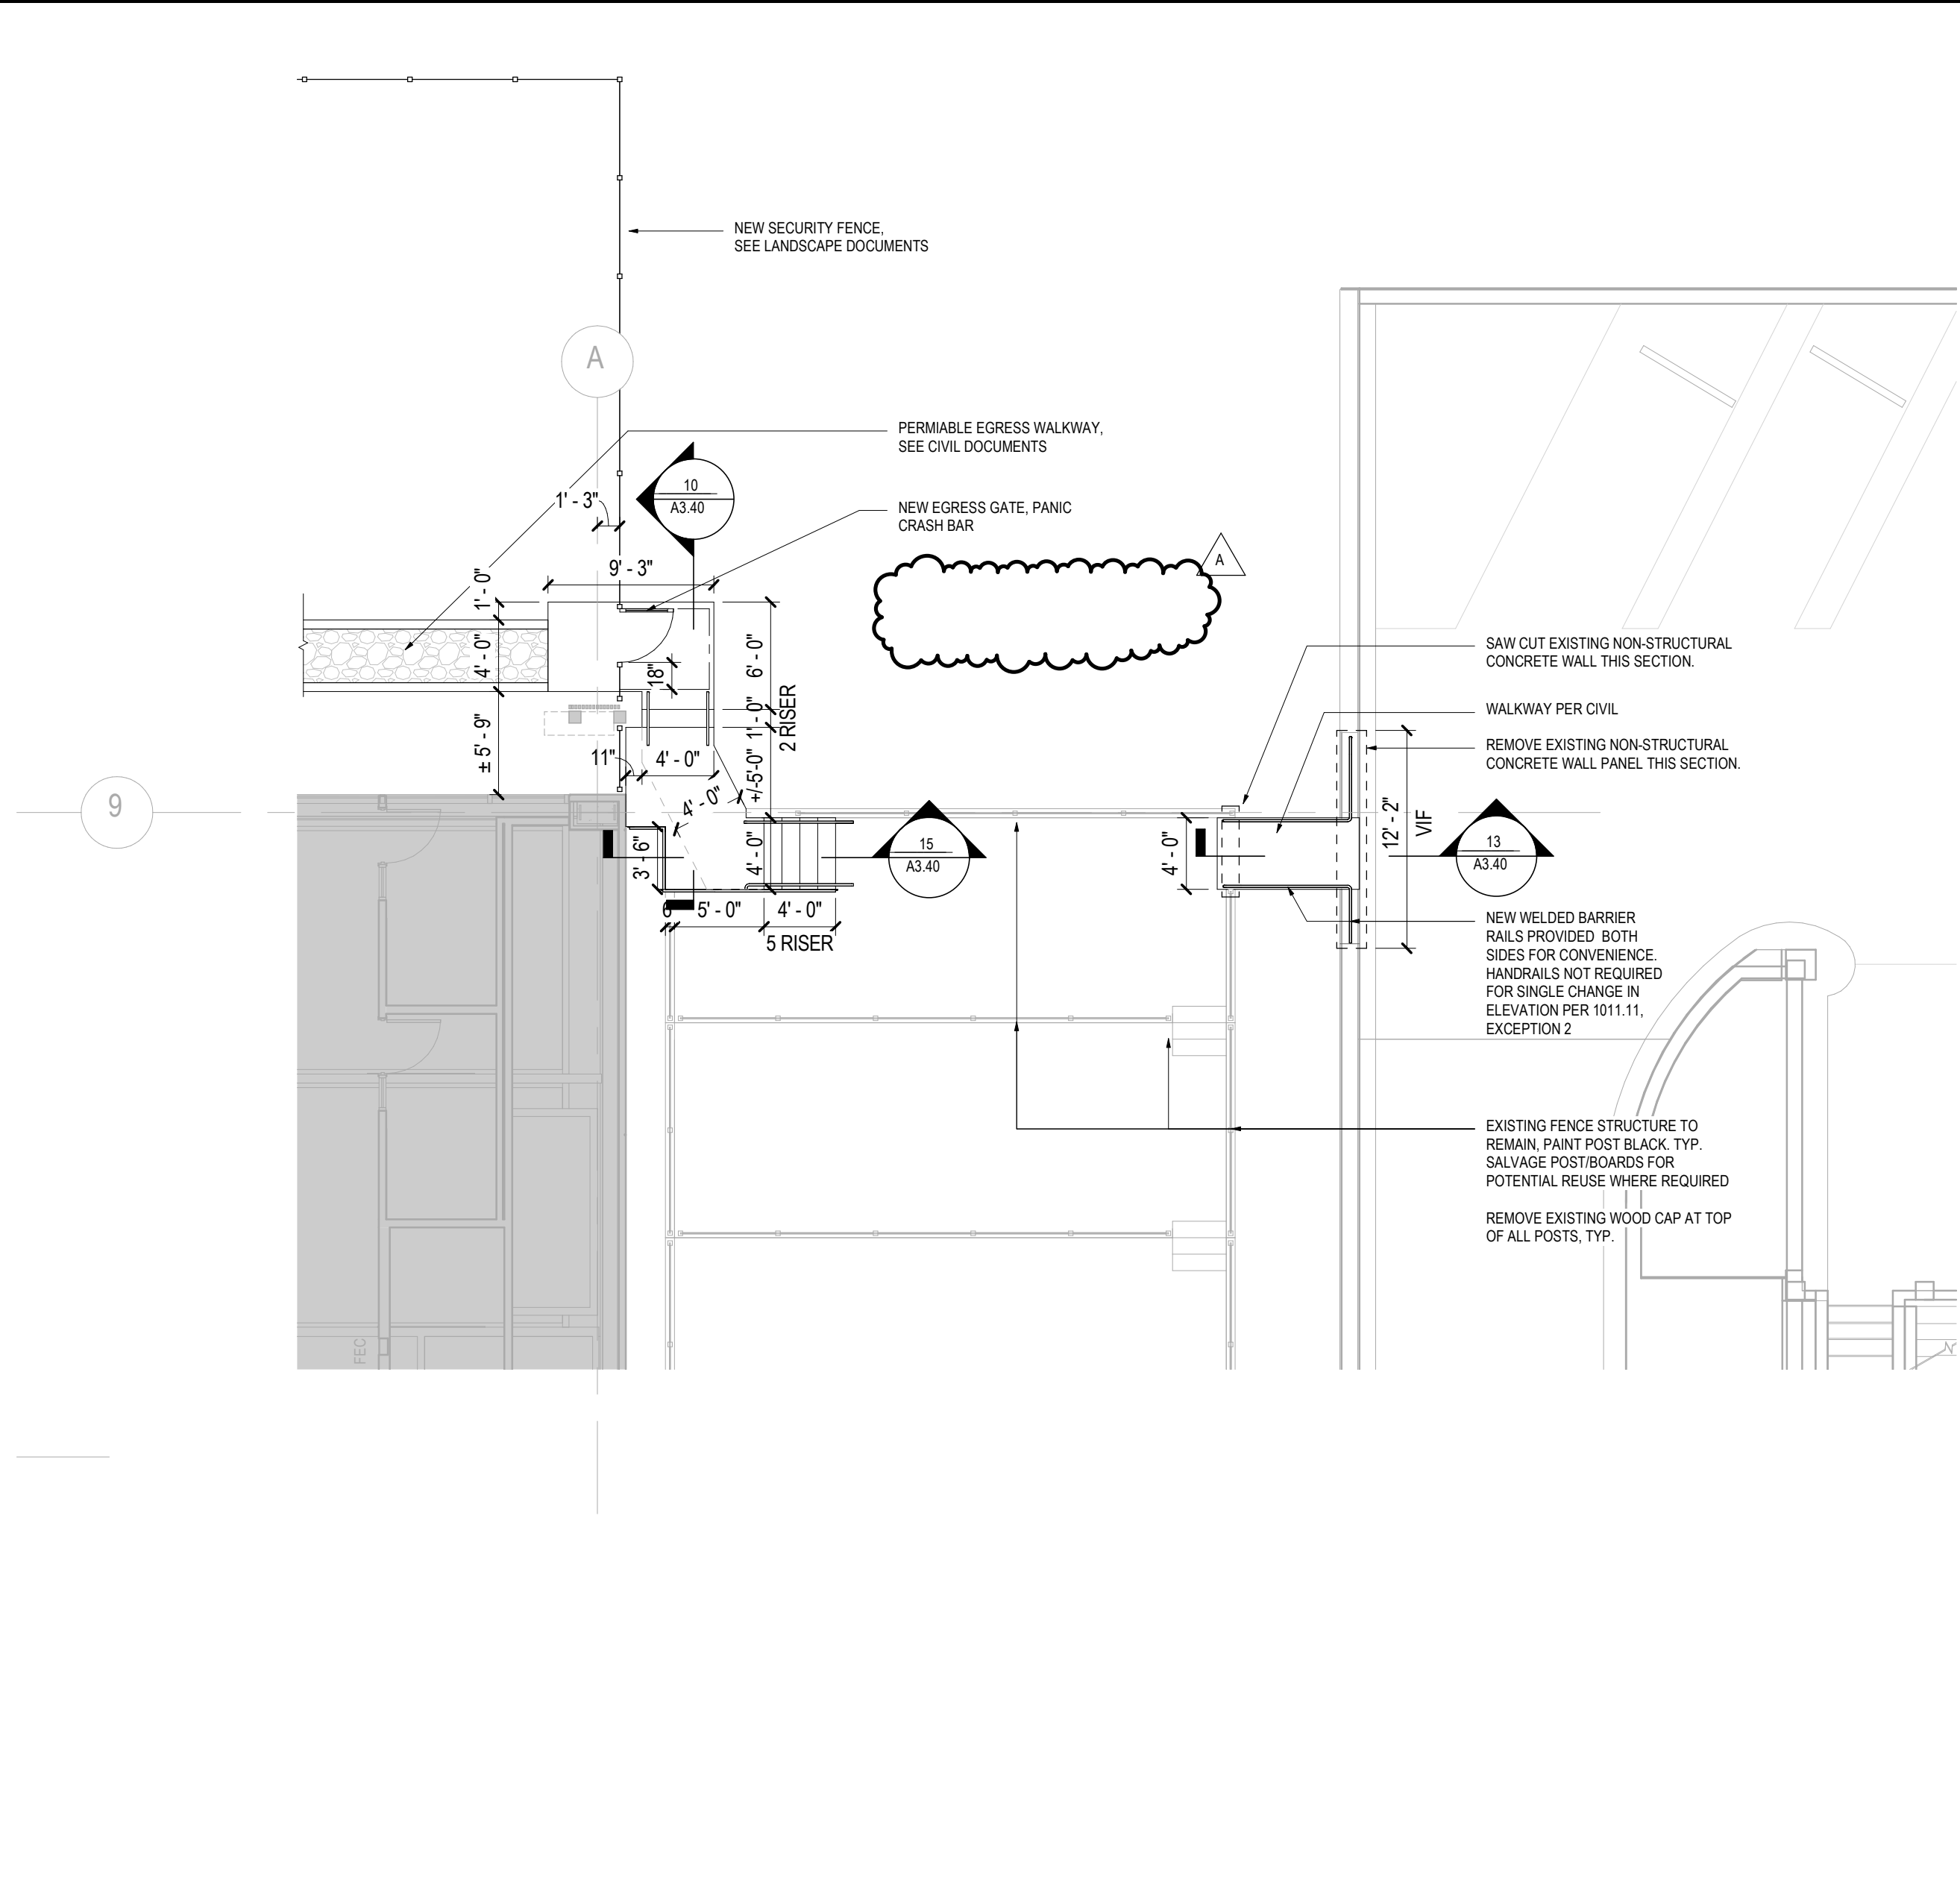 NEW SECURITY FENCE,
SEE LANDSCAPE DOCUMENTS
A
PERMIABLE EGRESS WALKWAY,
SEE CIVIL DOCUMENTS
10
A3.40
1' - 3"
NEW EGRESS GATE, PANIC
CRASH BAR
A
9' - 3"
1' - 0"
4' - 0"
± 5' - 9"
18"
6' - 0"
1' - 0"
2 RISER
+/-5'-0"
11"
4' - 0"
4' - 0"
9
3' - 6"
4' - 0"
15
A3.40
6"
5' - 0"
4' - 0"
5 RISER
4' - 0"
12' - 2"
VIF
13
A3.40
SAW CUT EXISTING NON-STRUCTURAL
CONCRETE WALL THIS SECTION.
WALKWAY PER CIVIL
REMOVE EXISTING NON-STRUCTURAL
CONCRETE WALL PANEL THIS SECTION.
NEW WELDED BARRIER
RAILS PROVIDED BOTH
SIDES FOR CONVENIENCE.
HANDRAILS NOT REQUIRED
FOR SINGLE CHANGE IN
ELEVATION PER 1011.11,
EXCEPTION 2
EXISTING FENCE STRUCTURE TO
REMAIN, PAINT POST BLACK. TYP.
SALVAGE POST/BOARDS FOR
POTENTIAL REUSE WHERE REQUIRED
REMOVE EXISTING WOOD CAP AT TOP
OF ALL POSTS, TYP.
FEC